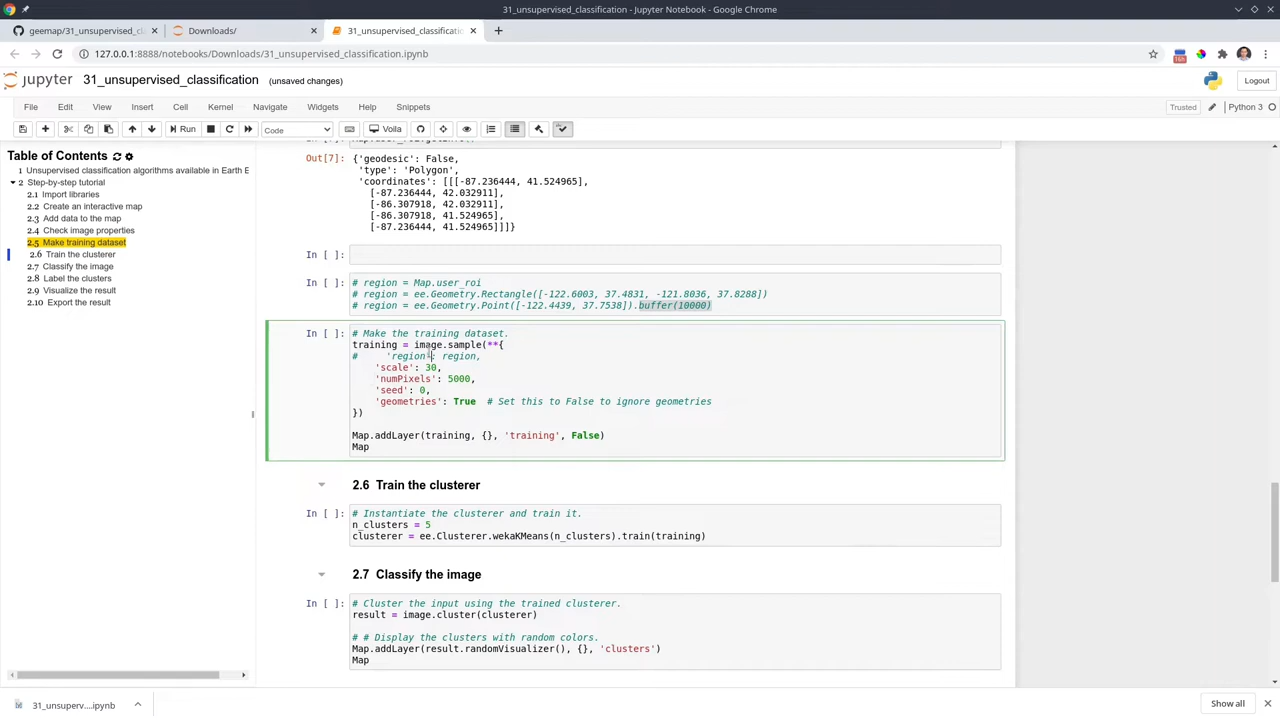 31_unsupervised_classification - Jupyter Notebook - Google Chrome
geemap/31_unsupervised_cl
Downloads/
31_unsupervised_classificatio
127.0.0.1:8888/notebooks/Downloads/31_unsupervised_classification.ipynb
jupyter 31_unsupervised_classification (unsaved changes)
Logout
File Edit View Insert Cell Kernel Navigate Widgets Help Snippets
Trusted
Python 3
Run
Code
Voila
Table of Contents
1 Unsupervised classification algorithms available in Earth E
2 Step-by-step tutorial
2.1 Import libraries
2.2 Create an interactive map
2.3 Add data to the map
2.4 Check image properties
2.5 Make training dataset
2.6 Train the clusterer
2.7 Classify the image
2.8 Label the clusters
2.9 Visualize the result
2.10 Export the result
Out[7]: {'geodesic': False,
'type': 'Polygon',
'coordinates': [[[-87.236444, 41.524965],
[-87.236444, 42.032911],
[-86.307918, 42.032911],
[-86.307918, 41.524965],
[-87.236444, 41.524965]]]}
In [ ]:
In [ ]: # region = Map.user_roi
# region = ee.Geometry.Rectangle([-122.6003, 37.4831, -121.8036, 37.8288])
# region = ee.Geometry.Point([-122.4439, 37.7538]).buffer(10000)
In [ ]: # Make the training dataset.
training = image.sample(**{
#     'region': region,
'scale': 30,
'numPixels': 5000,
'seed': 0,
'geometries': True  # Set this to False to ignore geometries
})
Map.addLayer(training, {}, 'training', False)
Map
2.6 Train the clusterer
In [ ]: # Instantiate the clusterer and train it.
n_clusters = 5
clusterer = ee.Clusterer.wekaKMeans(n_clusters).train(training)
2.7 Classify the image
In [ ]: # Cluster the input using the trained clusterer.
result = image.cluster(clusterer)
# # Display the clusters with random colors.
Map.addLayer(result.randomVisualizer(), {}, 'clusters')
Map
31_unsuperv....ipynb
Show all